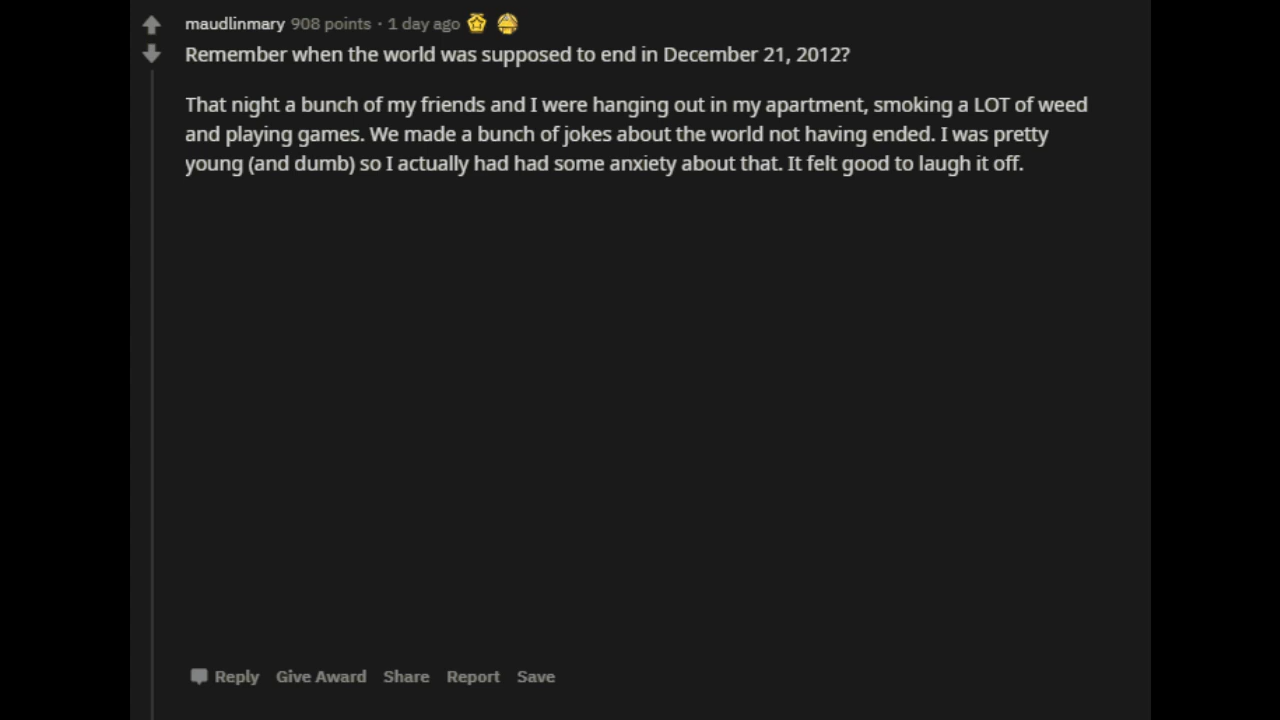 maudlinmary 908 points · 1 day ago
Remember when the world was supposed to end in December 21, 2012?
That night a bunch of my friends and I were hanging out in my apartment, smoking a LOT of weed
and playing games. We made a bunch of jokes about the world not having ended. I was pretty
young (and dumb) so I actually had had some anxiety about that. It felt good to laugh it off.
Reply Give Award Share Report Save